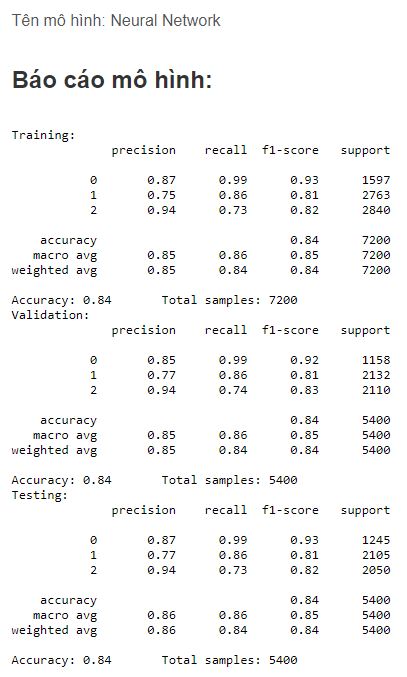 Tên mô hình: Neural Network
Báo cáo mô hình:
Training:
precision recall f1-score support
0 0.87 0.99 0.93 1597
1 0.75 0.86 0.81 2763
2 0.94 0.73 0.82 2840
accuracy 0.84 7200
macro avg 0.85 0.86 0.85 7200
weighted avg 0.85 0.84 0.84 7200
Accuracy: 0.84 Total samples: 7200
Validation:
precision recall f1-score support
0 0.85 0.99 0.92 1158
1 0.77 0.86 0.81 2132
2 0.94 0.74 0.83 2110
accuracy 0.84 5400
macro avg 0.85 0.86 0.85 5400
weighted avg 0.85 0.84 0.84 5400
Accuracy: 0.84 Total samples: 5400
Testing:
precision recall f1-score support
0 0.87 0.99 0.93 1245
1 0.77 0.86 0.81 2105
2 0.94 0.73 0.82 2050
accuracy 0.84 5400
macro avg 0.86 0.86 0.85 5400
weighted avg 0.86 0.84 0.84 5400
Accuracy: 0.84 Total samples: 5400